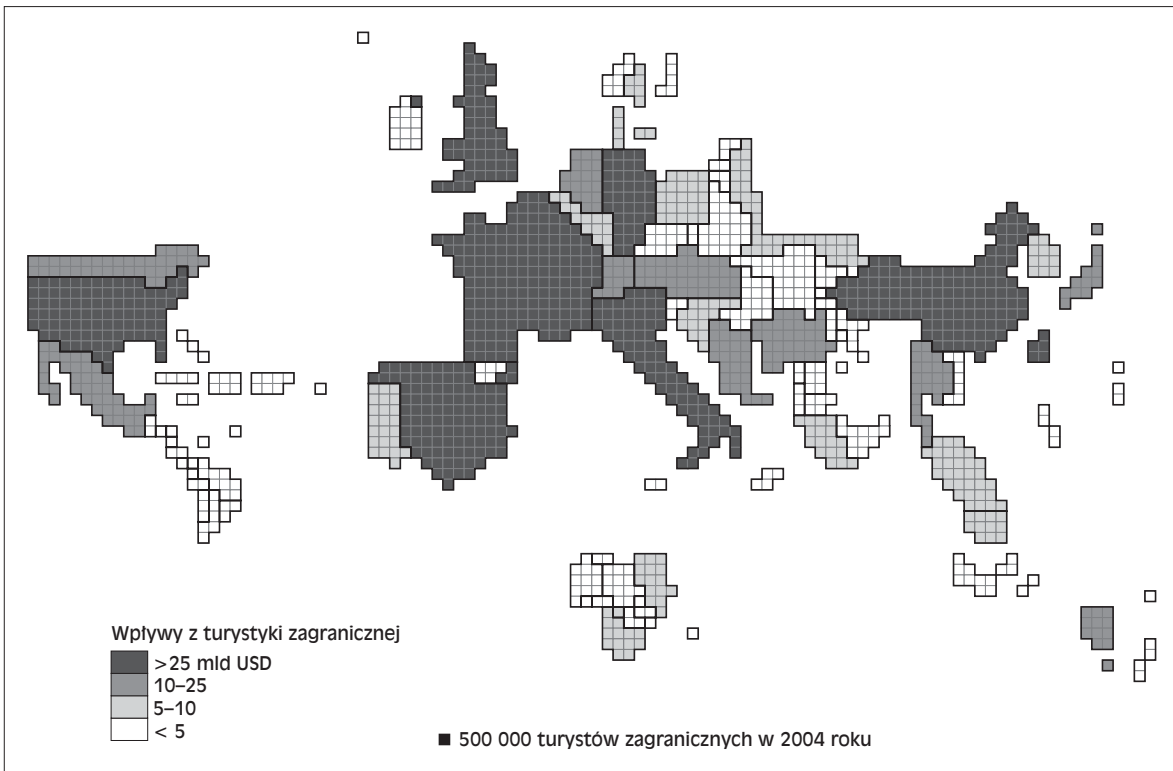 Wpływy z turystyki zagranicznej
>25 mld USD
10–25
5–10
< 5
500 000 turystów zagranicznych w 2004 roku